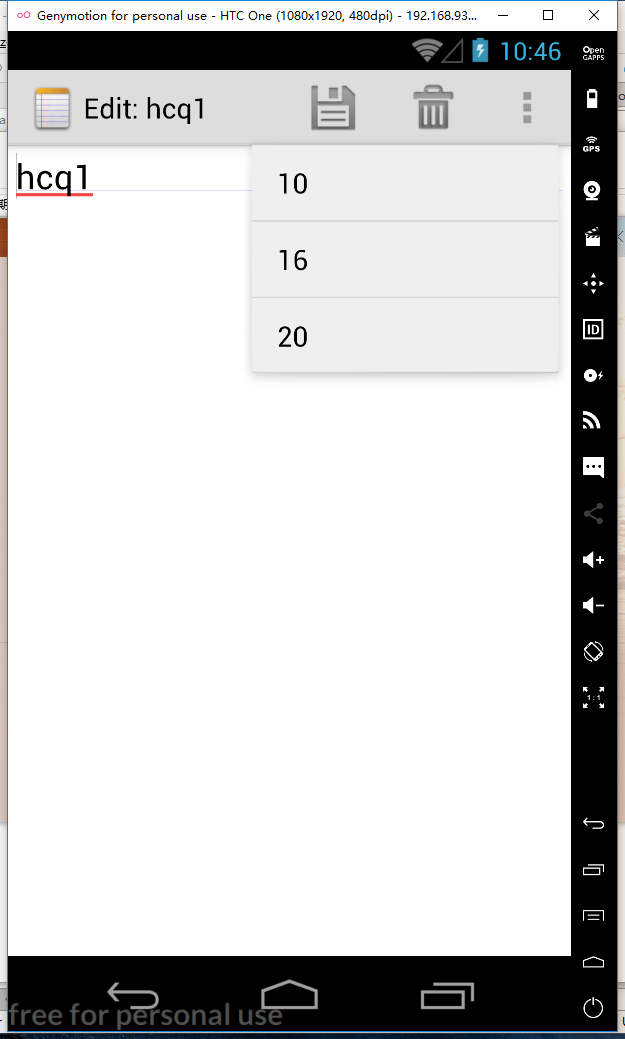 Genymotion for personal use - HTC One (1080x1920, 480dpi) - 192.168.93...
10:46
Open
GAPPS
Edit: hcq1
hcq1
10
16
20
GPS
ID
1:1
free for personal use